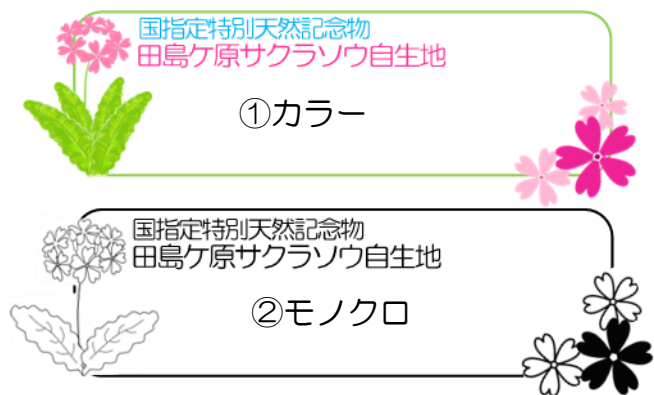 国指定特別天然記念物
田島ケ原サクラソウ自生地
①カラー
国指定特別天然記念物
田島ケ原サクラソウ自生地
②モノクロ